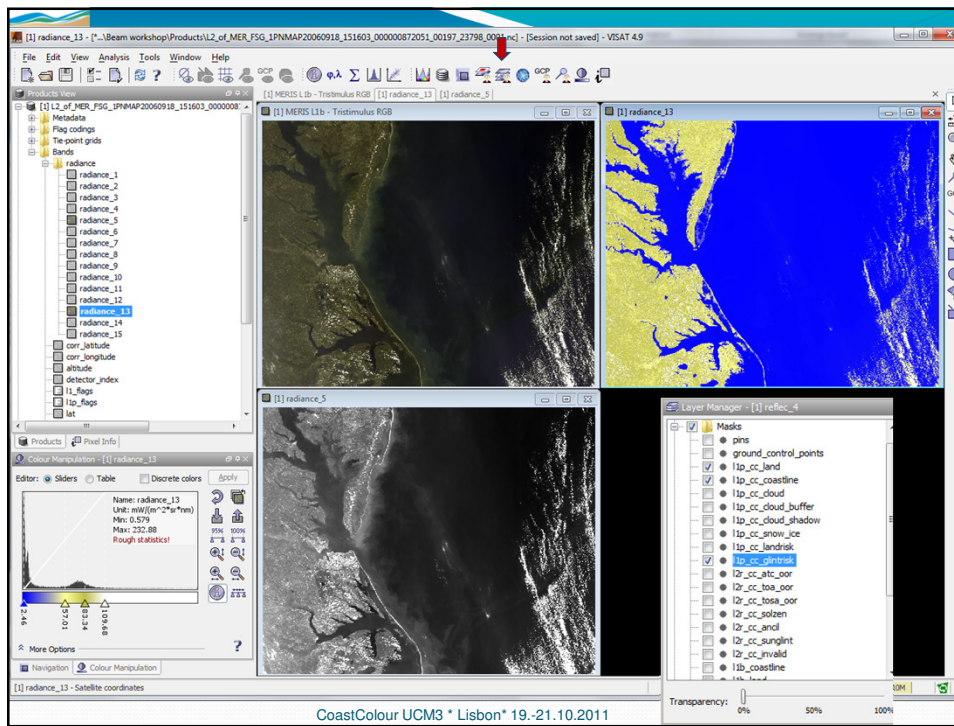 [1] radiance_13 - [*...\Beam workshop\Products\L2_of_MER_FSG_1PNMAP20060918_151603_000000872051_00197_23798_0001.nc] - [Session not saved] - VISAT 4.9
File Edit View Analysis Tools Window Help
GCP φ,λ Σ GCP
Products View
[1] L2_of_MER_FSG_1PNMAP20060918_151603_00000087
Metadata
Flag codings
Tie-point grids
Bands
radiance
radiance_1
radiance_2
radiance_3
radiance_4
radiance_5
radiance_6
radiance_7
radiance_8
radiance_9
radiance_10
radiance_11
radiance_12
radiance_13
radiance_14
radiance_15
corr_latitude
corr_longitude
altitude
detector_index
l1_flags
l1p_flags
lat
Products Pixel Info
Colour Manipulation - [1] radiance_13
Editor: Sliders Table Discrete colors Apply
Name: radiance_13
Unit: mW/(m^2*sr*nm)
Min: 0.579
Max: 232.88
Rough statistics!
95% 100%
2.46
57.01
83.34
109.68
More Options
Navigation Colour Manipulation
[1] radiance_13 - Satellite coordinates
[1] MERIS L1b - Tristimulus RGB [1] radiance_13 [1] radiance_5
[1] MERIS L1b - Tristimulus RGB
[1] radiance_13
[1] radiance_5
Layer Manager - [1] reflec_4
Masks
pins
ground_control_points
l1p_cc_land
l1p_cc_coastline
l1p_cc_cloud
l1p_cc_cloud_buffer
l1p_cc_cloud_shadow
l1p_cc_snow_ice
l1p_cc_landrisk
l1p_cc_glintrisk
l2r_cc_atc_oor
l2r_cc_toa_oor
l2r_cc_tosa_oor
l2r_cc_solzen
l2r_cc_ancil
l2r_cc_sunglint
l2r_cc_invalid
l1b_coastline
Transparency:
0% 50% 100%
CoastColour UCM3 * Lisbon* 19.-21.10.2011